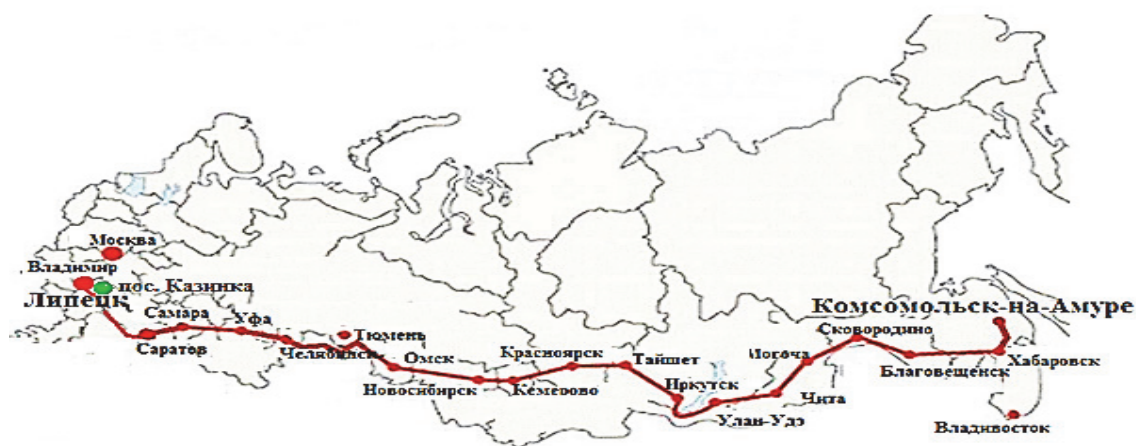 Москва
Владимир
пос. Казинка
Липецк
Комсомольск-на-Амуре
Самара
Уфа
Тюмень
Сковородино
Саратов
Челябинск
Омск
Красноярск
Тайшет
Могоча
Хабаровск
Благовещенск
Новосибирск
Кемерово
Иркутск
Чита
Улан-Удэ
Владивосток